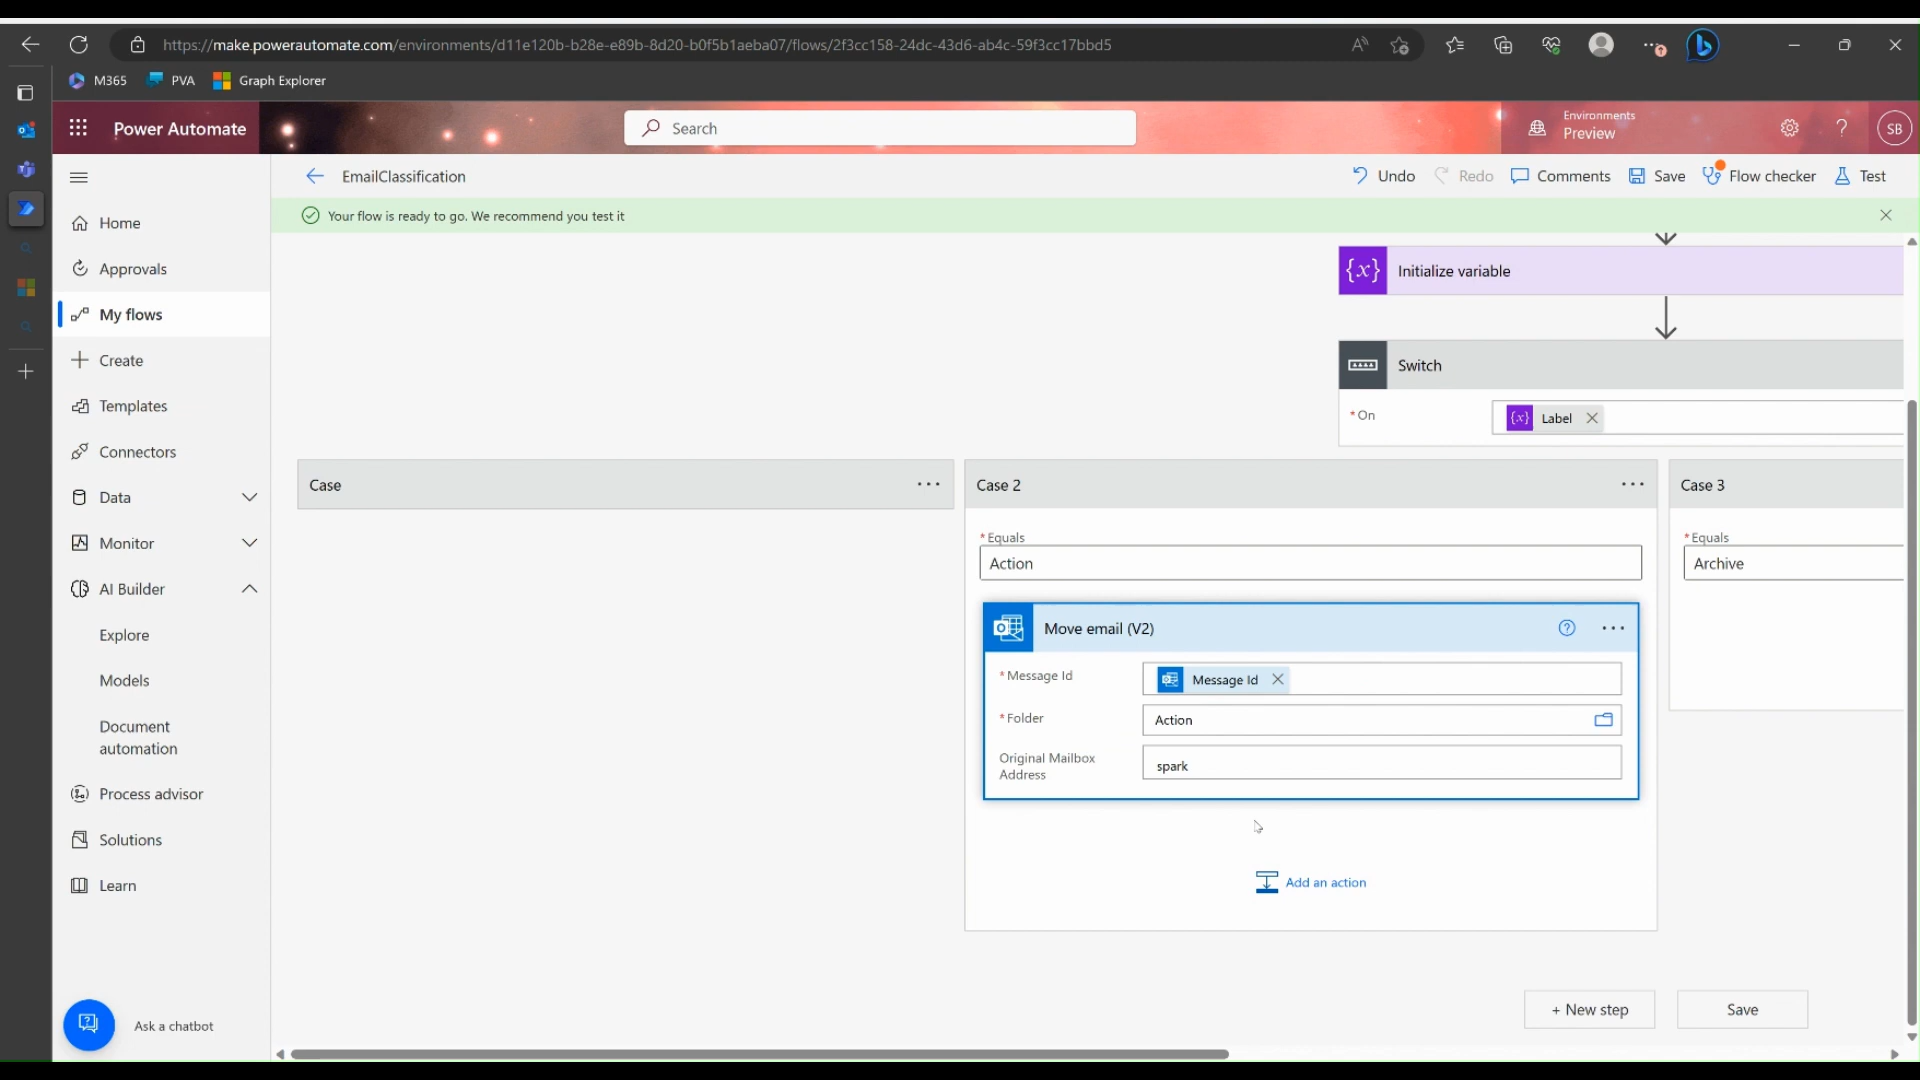 https://make.powerautomate.com/environments/d11e120b-b28e-e89b-8d20-b0f5b1aeba07/flows/2f3cc158-24dc-43d6-ab4c-59f3cc17bbd5
M365 PVA Graph Explorer
Power Automate
Search
Environments
Preview
SB
EmailClassification
Undo Redo Comments Save Flow checker Test
Your flow is ready to go. We recommend you test it
Home
Approvals
My flows
Create
Templates
Connectors
Data
Monitor
AI Builder
Explore
Models
Document
automation
Process advisor
Solutions
Learn
Ask a chatbot
{x} Initialize variable
Switch
* On
{x} Label
Case
Case 2
* Equals
Action
Move email (V2)
* Message Id
Message Id
* Folder
Action
Original Mailbox
Address
spark
Add an action
Case 3
* Equals
Archive
+ New step
Save